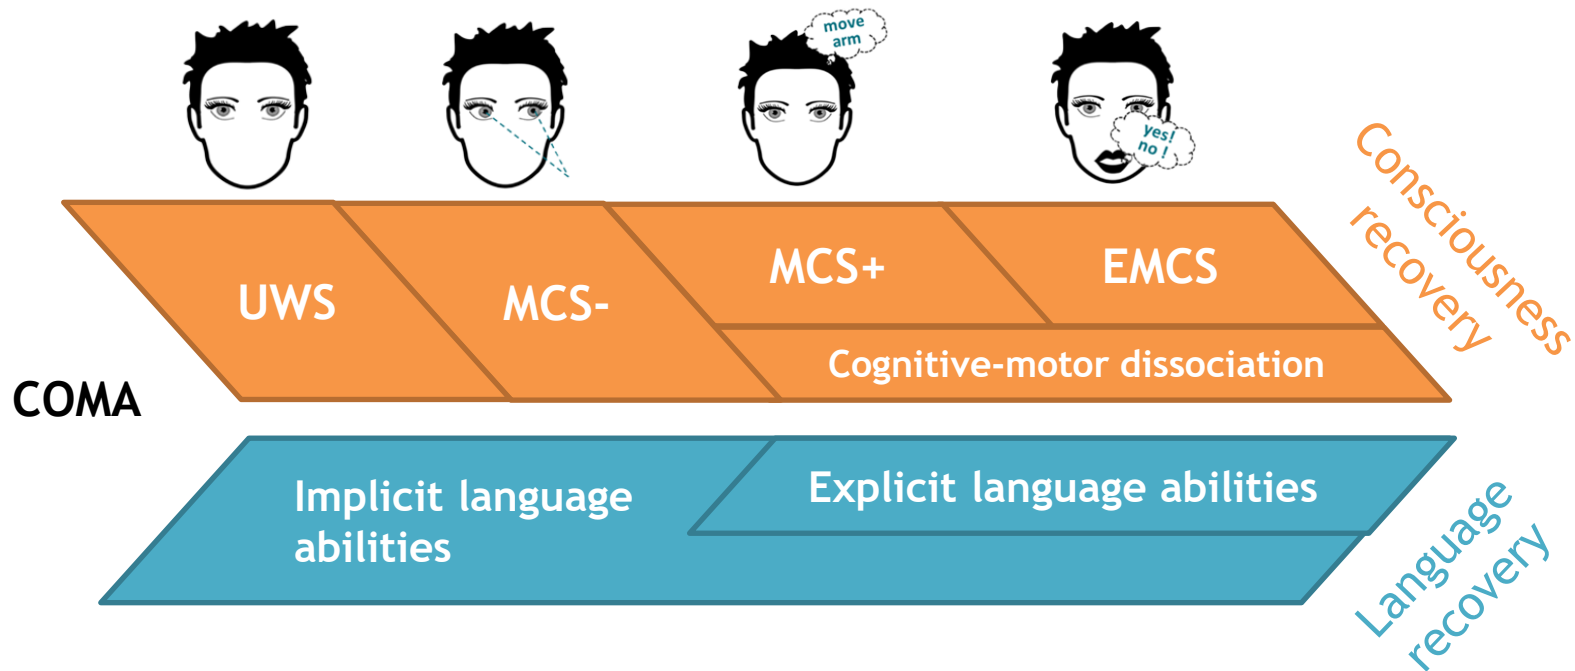 move
arm
yes!
no !
UWS
MCS-
MCS+
EMCS
Cognitive-motor dissociation
Consciousness
recovery
COMA
Implicit language
abilities
Explicit language abilities
Language
recovery